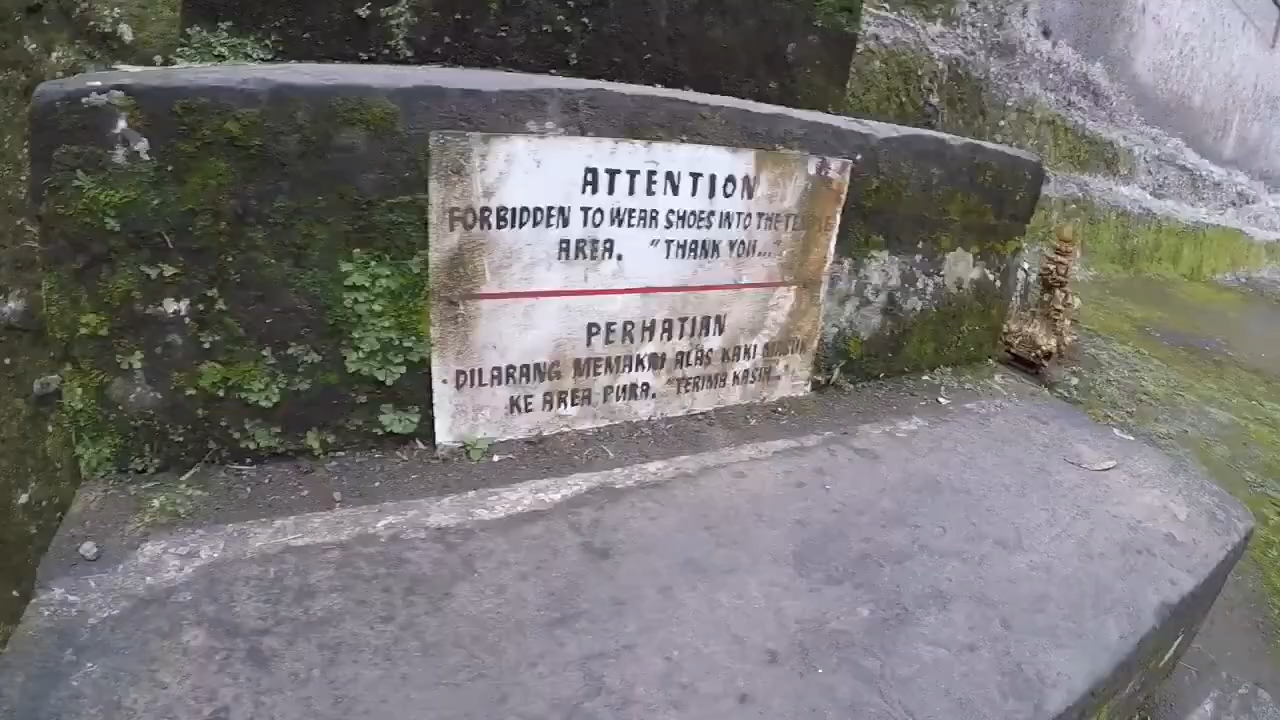 ATTENTION
FORBIDDEN TO WEAR SHOES INTO THE TEMPLE
AREA. "THANK YOU..."
PERHATIAN
DILARANG MEMAKAI ALAS KAKI MASUK
KE AREA PURA. "TERIMA KASIH..."